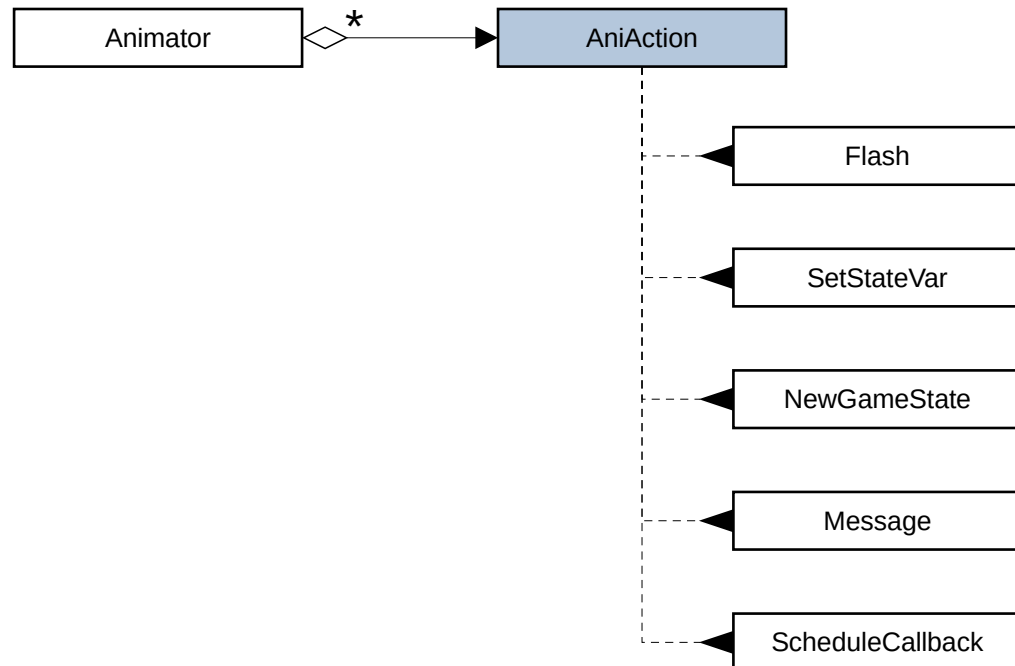 Animator
*
AniAction
Flash
SetStateVar
NewGameState
Message
ScheduleCallback